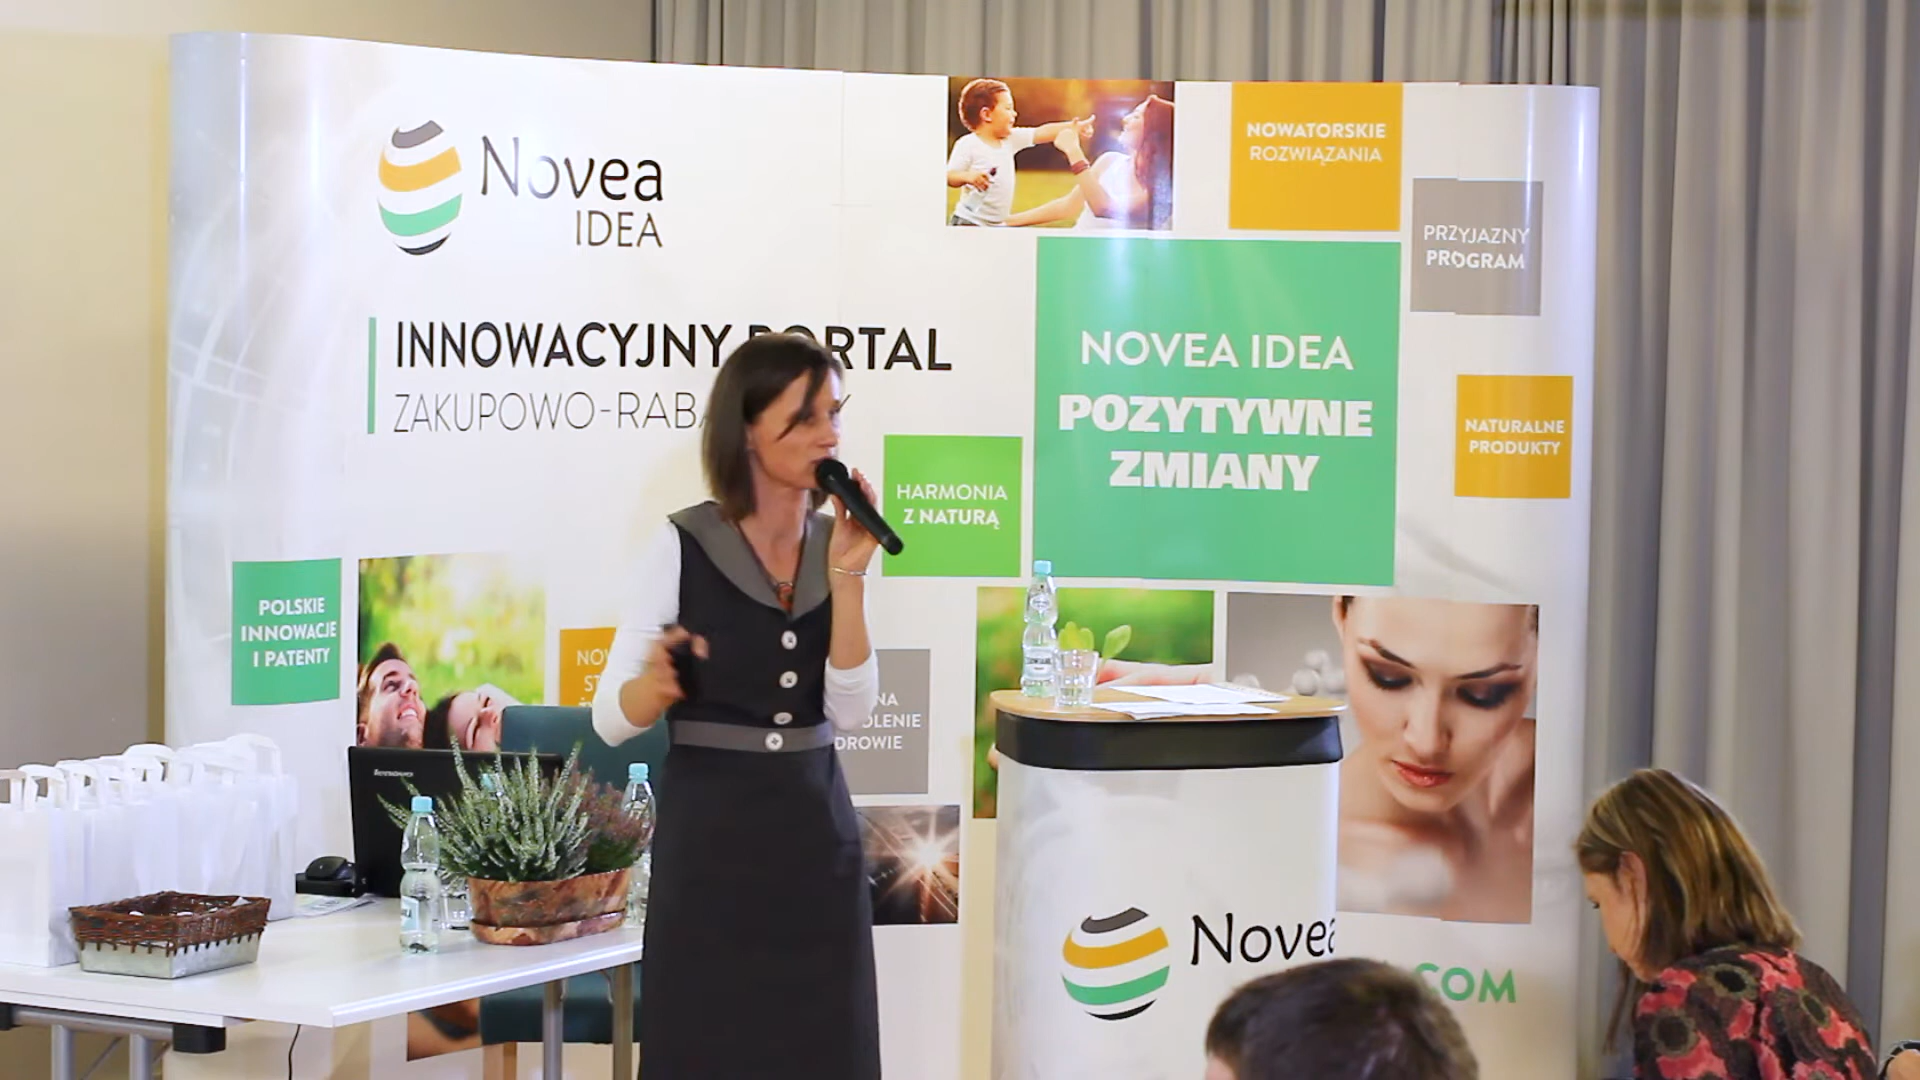 Novea
IDEA
INNOWACYJNY
ZAKUPOWO-RABA
NOWATORSKIE
ROZWIĄZANIA
PRZYJAZNY
PROGRAM
NOVEA IDEA
POZYTYWNE
ZMIANY
NATURALNE
PRODUKTY
HARMONIA
Z NATURĄ
POLSKIE
INNOWACJE
I PATENTY
Novea
COM